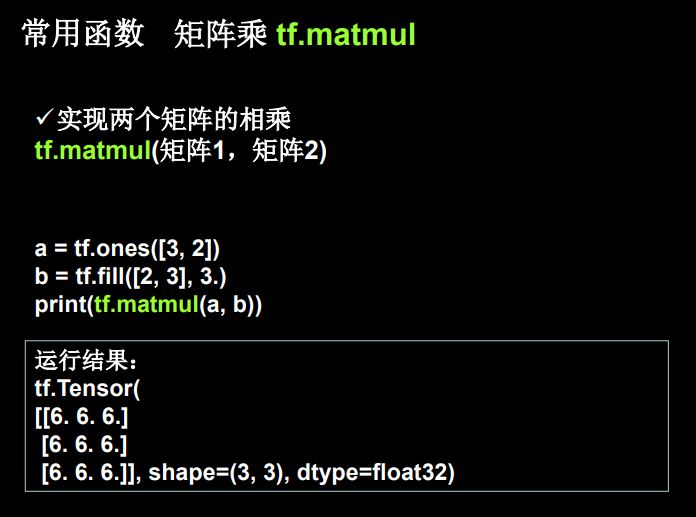 常用函数 矩阵乘 tf.matmul
✓实现两个矩阵的相乘
tf.matmul(矩阵1，矩阵2)
a = tf.ones([3, 2])
b = tf.fill([2, 3], 3.)
print(tf.matmul(a, b))
运行结果：
tf.Tensor(
[[6. 6. 6.]
[6. 6. 6.]
[6. 6. 6.]], shape=(3, 3), dtype=float32)